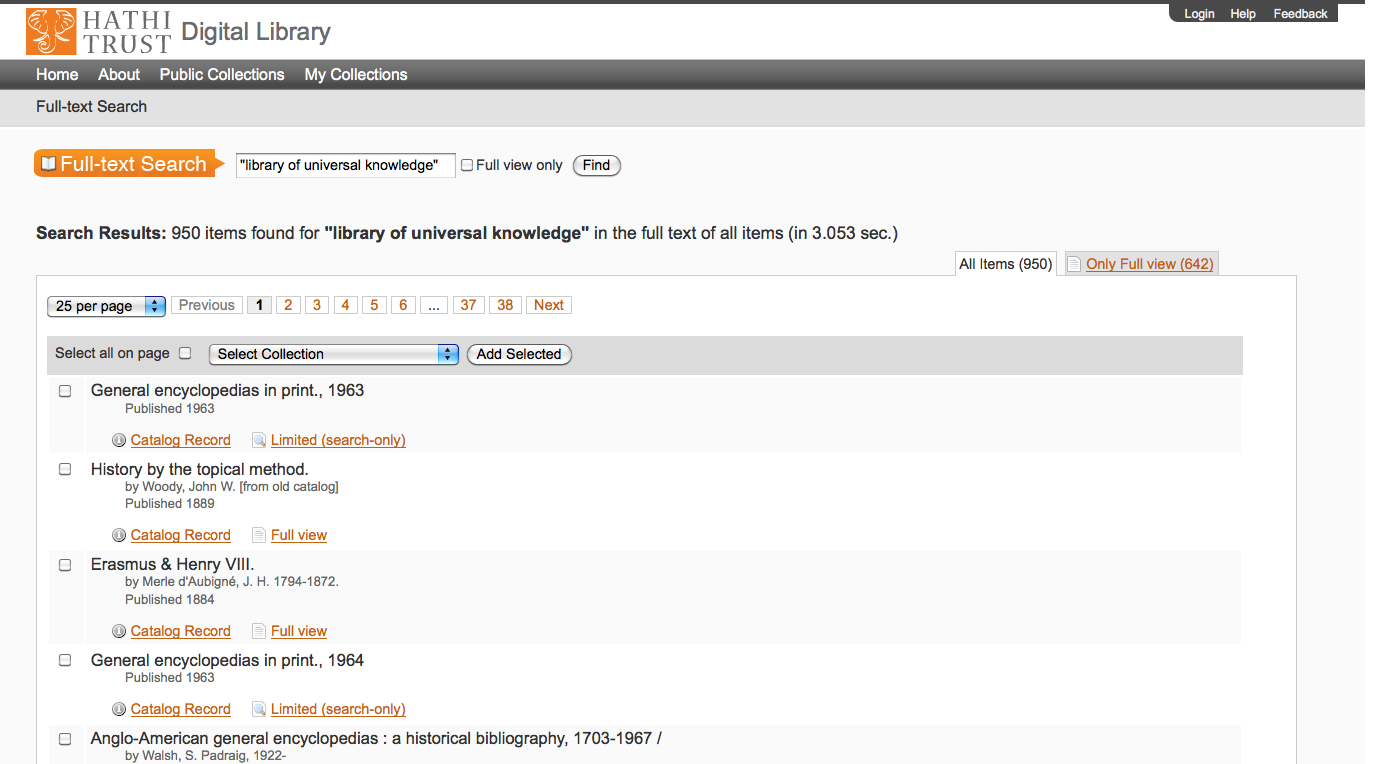 Login Help Feedback
HATHI TRUST Digital Library
Home About Public Collections My Collections
Full-text Search
Full-text Search "library of universal knowledge" Full view only Find
Search Results: 950 items found for "library of universal knowledge" in the full text of all items (in 3.053 sec.)
All Items (950) Only Full view (642)
25 per page Previous 1 2 3 4 5 6 ... 37 38 Next
Select all on page Select Collection Add Selected
General encyclopedias in print., 1963
Published 1963
Catalog Record Limited (search-only)
History by the topical method.
by Woody, John W. [from old catalog]
Published 1889
Catalog Record Full view
Erasmus & Henry VIII.
by Merle d'Aubigné, J. H. 1794-1872.
Published 1884
Catalog Record Full view
General encyclopedias in print., 1964
Published 1963
Catalog Record Limited (search-only)
Anglo-American general encyclopedias : a historical bibliography, 1703-1967 /
by Walsh, S. Padraig, 1922-